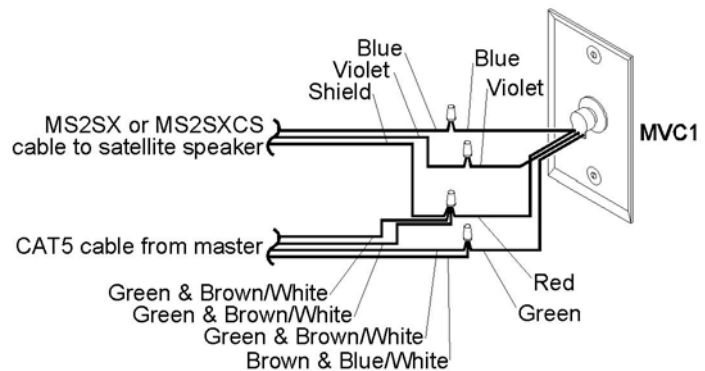 Blue
Violet
Shield
Blue
Violet
MS2SX or MS2SXCS
cable to satellite speaker
MVC1
CAT5 cable from master
Red
Green
Green & Brown/White
Green & Brown/White
Green & Brown/White
Brown & Blue/White